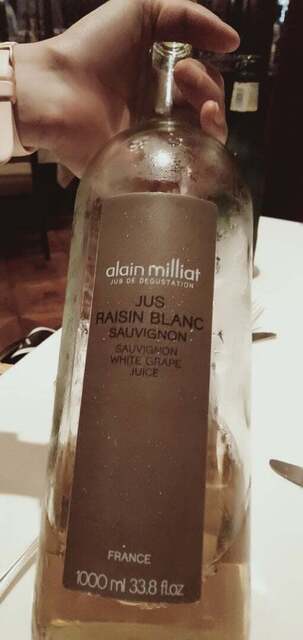 alain milliat
JUS DE DÉGUSTATION
JUS
RAISIN BLANC
SAUVIGNON
SAUVIGNON
WHITE GRAPE
JUICE
FRANCE
1000 ml 33.8 fl.oz